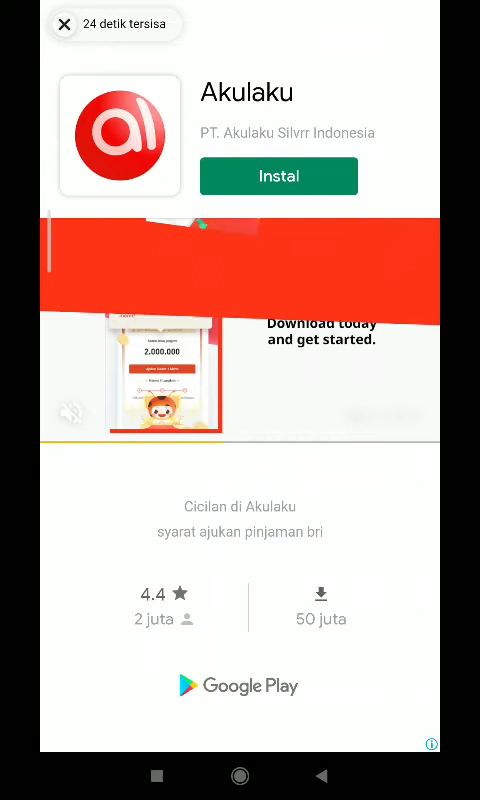 24 detik tersisa
Akulaku
PT. Akulaku Silvrr Indonesia
Instal
2.000.000
Download today
and get started.
Cicilan di Akulaku
syarat ajukan pinjaman bri
4.4
2 juta
50 juta
Google Play